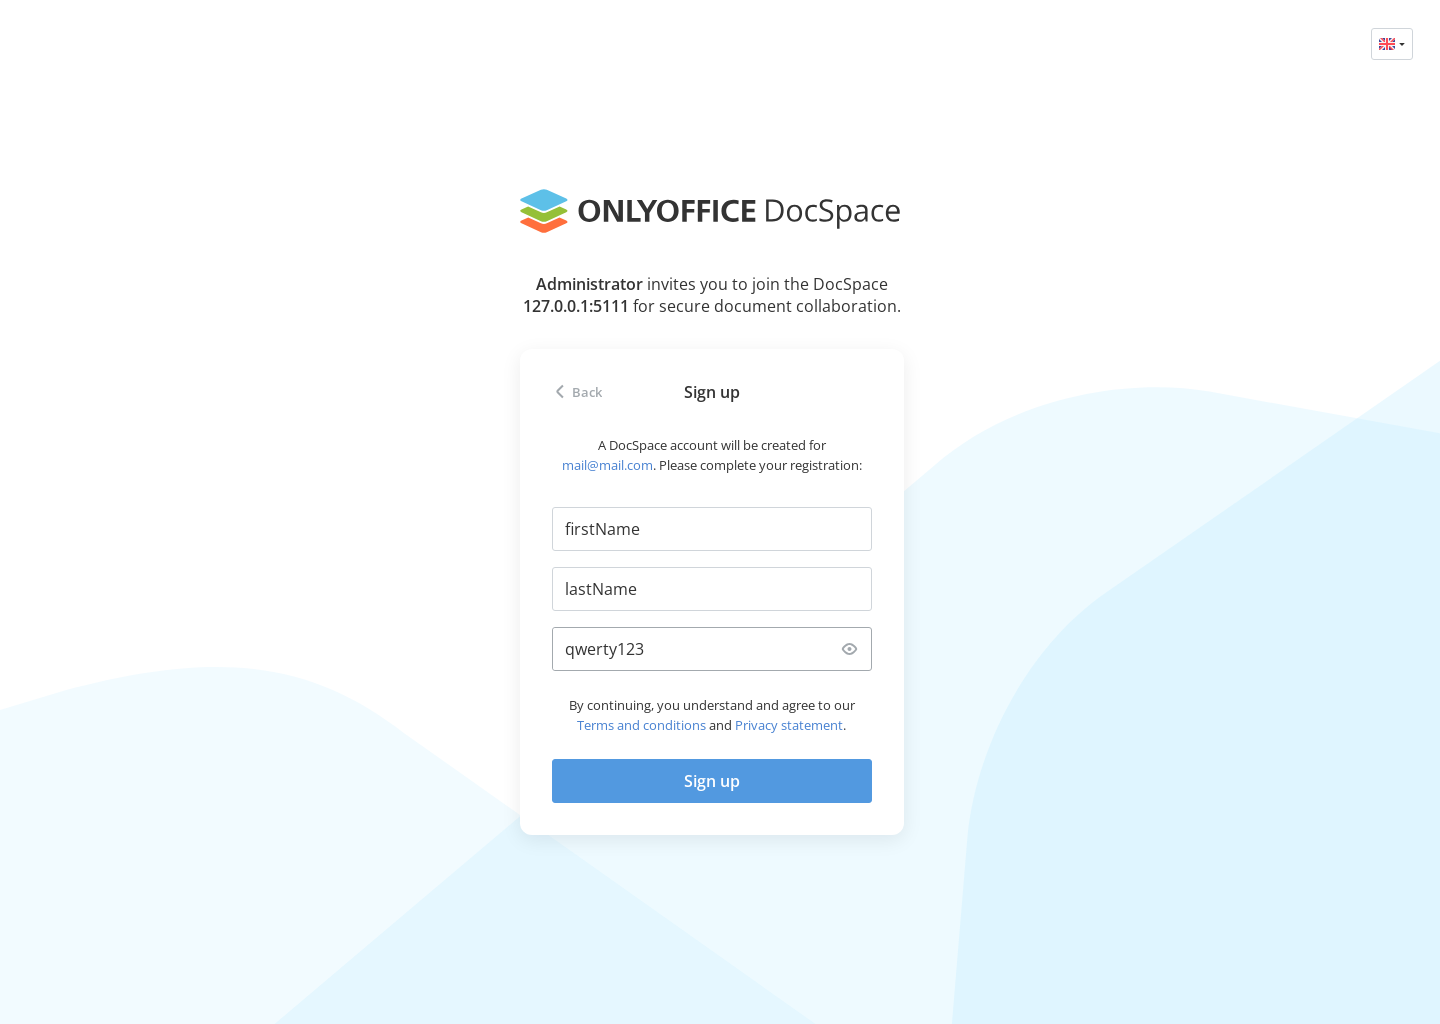 ONLYOFFICE DocSpace
Administrator invites you to join the DocSpace
127.0.0.1:5111 for secure document collaboration.
Back
Sign up
A DocSpace account will be created for
mail@mail.com. Please complete your registration:
firstName
lastName
qwerty123
By continuing, you understand and agree to our
Terms and conditions and Privacy statement.
Sign up